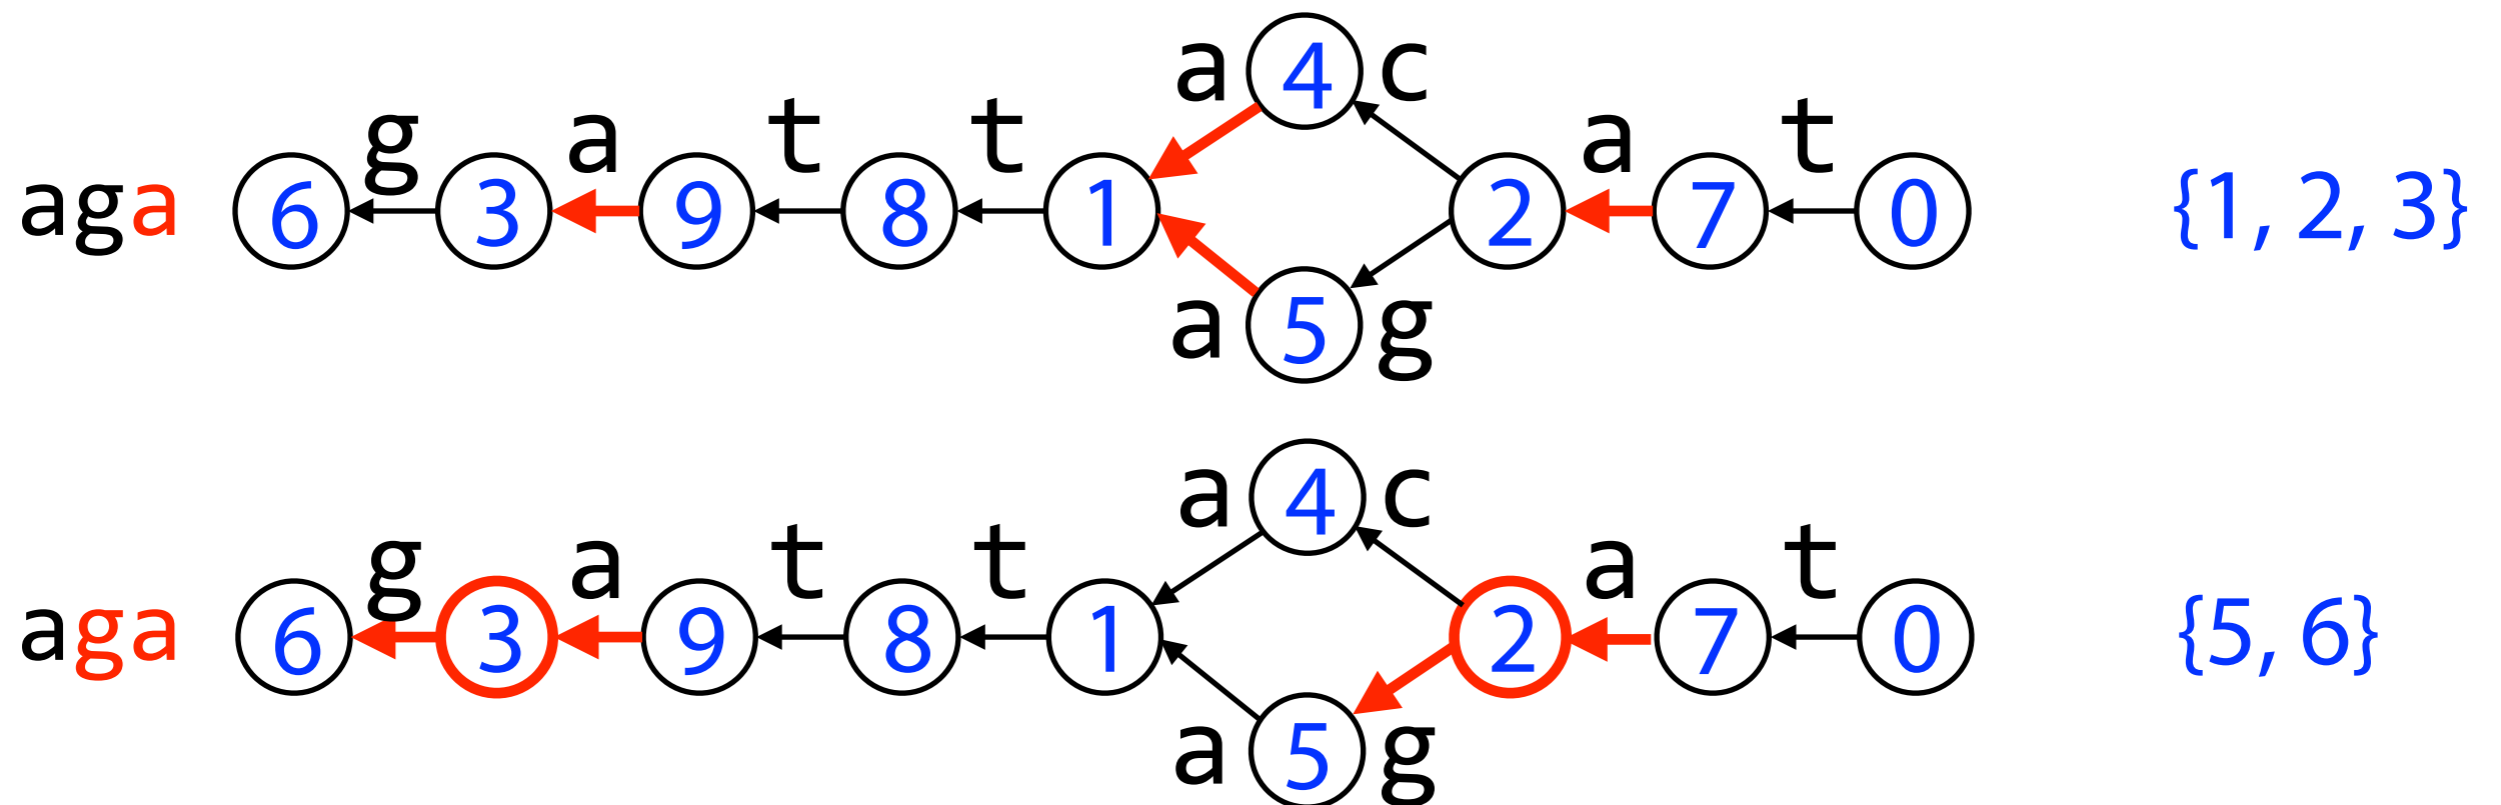 a 4 c
g a t t a t
aga 6 3 9 8 1 2 7 0 {1, 2, 3}
a 5 g
a 4 c
g a t t a t
aga 6 3 9 8 1 2 7 0 {5,6}
a 5 g